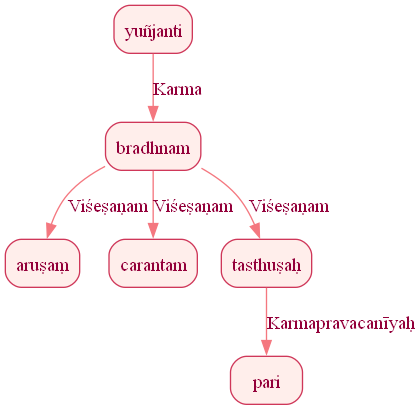 yuñjanti
Karma
bradhnam
Viśeṣaṇam Viśeṣaṇam Viśeṣaṇam
aruṣaṃ carantam tasthuṣaḥ
Karmapravacanīyaḥ
pari